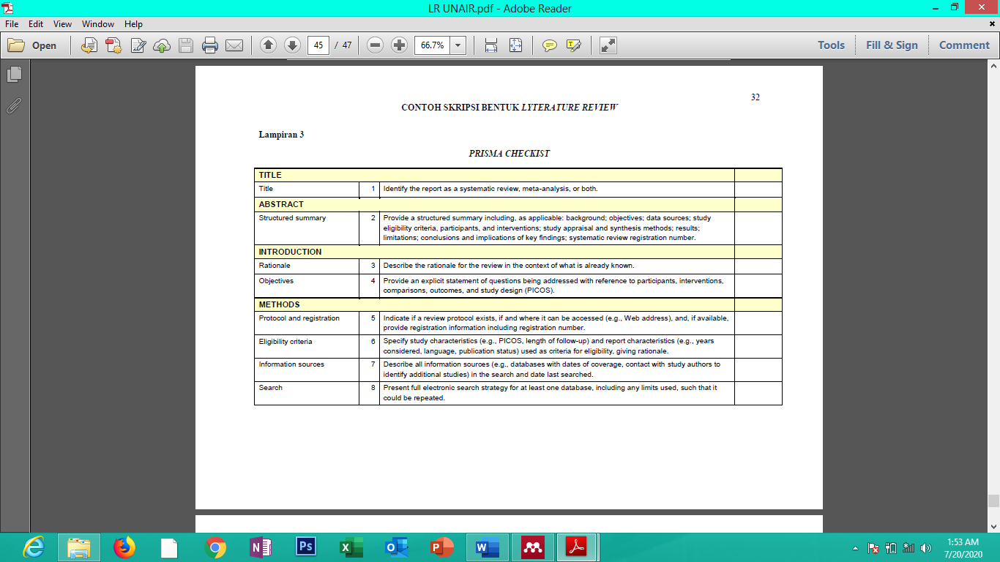 LR UNAIR.pdf - Adobe Reader
File Edit View Window Help
Open 45 / 47 66.7% Tools Fill & Sign Comment
32
CONTOH SKRIPSI BENTUK LYTERATURE REVIEW
Lampiran 3
PRISMA CHECKIST
TITLE
Title 1 Identify the report as a systematic review, meta-analysis, or both.
ABSTRACT
Structured summary 2 Provide a structured summary including, as applicable: background; objectives; data sources; study
eligibility criteria, participants, and interventions; study appraisal and synthesis methods; results;
limitations; conclusions and implications of key findings; systematic review registration number.
INTRODUCTION
Rationale 3 Describe the rationale for the review in the context of what is already known.
Objectives 4 Provide an explicit statement of questions being addressed with reference to participants, interventions,
comparisons, outcomes, and study design (PICOS).
METHODS
Protocol and registration 5 Indicate if a review protocol exists, if and where it can be accessed (e.g., Web address), and, if available,
provide registration information including registration number.
Eligibility criteria 6 Specify study characteristics (e.g., PICOS, length of follow-up) and report characteristics (e.g., years
considered, language, publication status) used as criteria for eligibility, giving rationale.
Information sources 7 Describe all information sources (e.g., databases with dates of coverage, contact with study authors to
identify additional studies) in the search and date last searched.
Search 8 Present full electronic search strategy for at least one database, including any limits used, such that it
could be repeated.
1:53 AM
7/20/2020